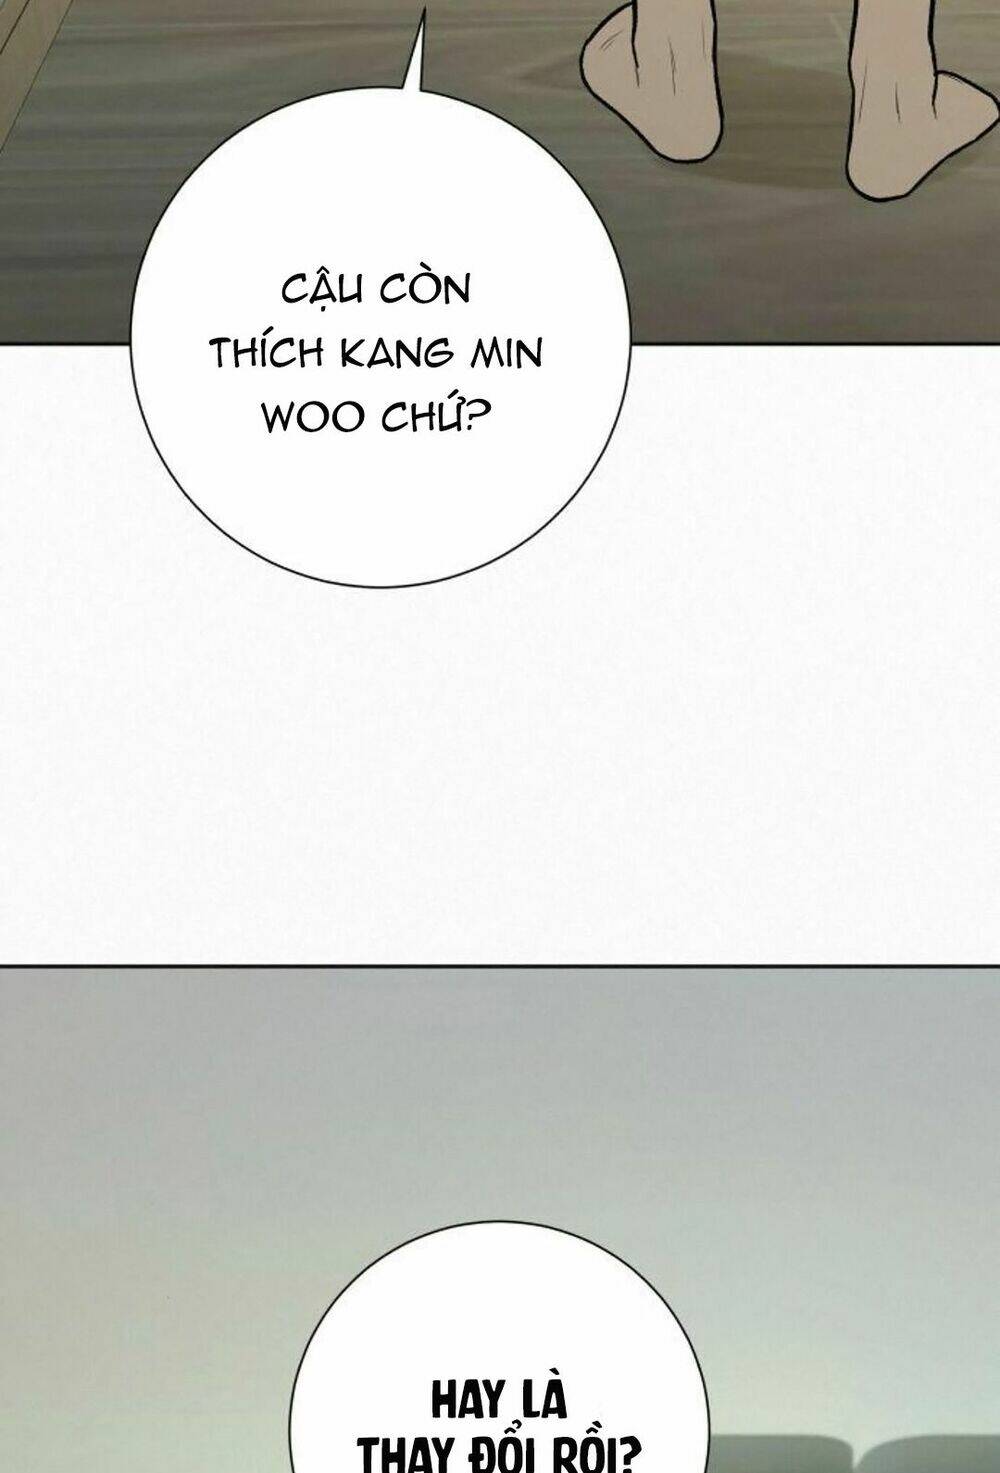 CẬU CÒN
THÍCH KANG MIN
WOO CHỨ?
HAY LÀ
THAY ĐỔI RỒI?